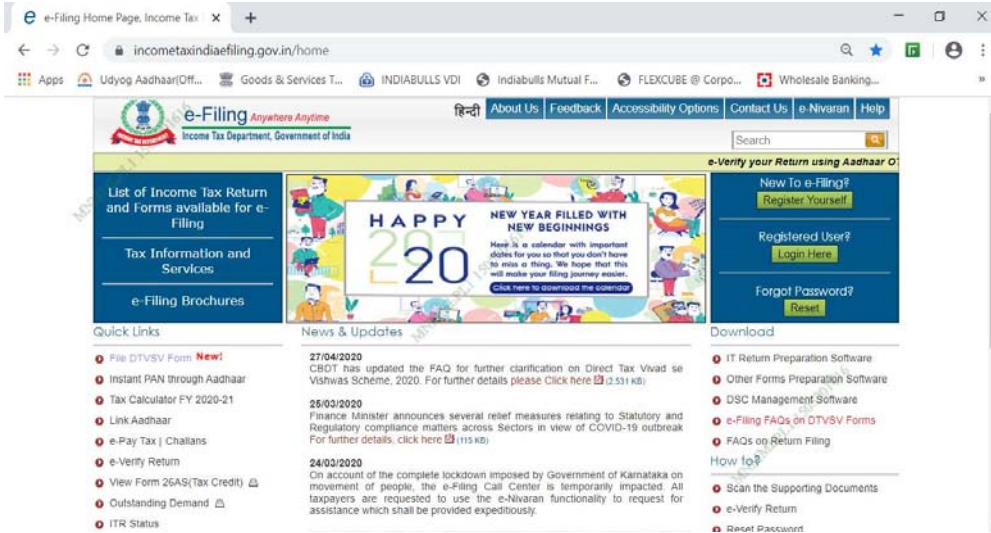 e-Filing Home Page, Income Tax
incometaxindiaefiling.gov.in/home
Apps
Udyog Aadhaar(Off...
Goods & Services T...
INDIABULLS VDI
Indiabulls Mutual F...
FLEXCUBE @ Corpo...
Wholesale Banking...
e-Filing Anywhere Anytime
Income Tax Department, Government of India
हिन्दी
About Us
Feedback
Accessibility Options
Contact Us
e-Nivaran
Help
Search
e-Verify your Return using Aadhaar
List of Income Tax Return
and Forms available for e-
Filing
Tax Information and
Services
e-Filing Brochures
HAPPY
2020
NEW YEAR FILLED WITH
NEW BEGINNINGS
Here is a calendar with important
dates for you so that you don't have
to miss a thing. We hope that this
will make your filing journey easier.
Click here to download the calendar
New To e-Filing?
Register Yourself
Registered User?
Login Here
Forgot Password?
Reset
Quick Links
File DTVSV Form New!
Instant PAN through Aadhaar
Tax Calculator FY 2020-21
Link Aadhaar
e-Pay Tax | Challans
e-Verify Return
View Form 26AS(Tax Credit)
Outstanding Demand
ITR Status
News & Updates
27/04/2020
CBDT has updated the FAQ for further clarification on Direct Tax Vivad se
Vishwas Scheme, 2020. For further details please Click here (2.531 KB)
25/03/2020
Finance Minister announces several relief measures relating to Statutory and
Regulatory compliance matters across Sectors in view of COVID-19 outbreak
For further details, click here (115 KB)
24/03/2020
On account of the complete lockdown imposed by Government of Karnataka on
movement of people, the e-Filing Call Center is temporarily impacted. All
taxpayers are requested to use the e-Nivaran functionality to request for
assistance which shall be provided expeditiously.
Download
IT Return Preparation Software
Other Forms Preparation Software
DSC Management Software
e-Filing FAQs on DTVSV Forms
FAQs on Return Filing
How to?
Scan the Supporting Documents
e-Verify Return
Reset Password